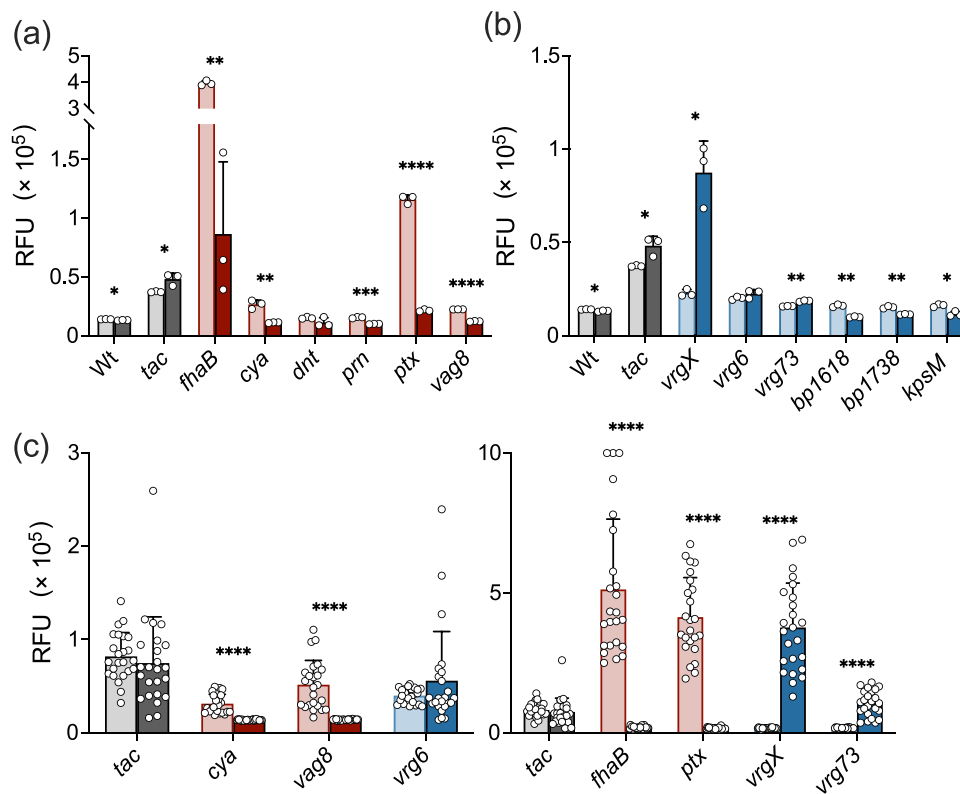 (a)
RFU (× 10⁵)
5
4
3
1.5
1
0.5
0
**
*
*
**
***
****
****
Wt
tac
fhaB
cya
dnt
prn
ptx
vag8
(b)
RFU (× 10⁵)
1.5
1
0.5
0
*
*
*
**
**
**
*
Wt
tac
vrgX
vrg6
vrg73
bp1618
bp1738
kpsM
(c)
RFU (× 10⁵)
3
2
1
0
****
****
tac
cya
vag8
vrg6
10
5
0
****
****
****
****
tac
fhaB
ptx
vrgX
vrg73